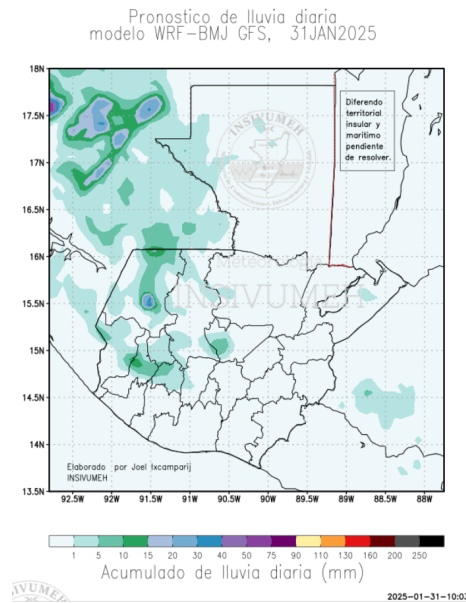 Pronostico de lluvia diaria
modelo WRF-BMJ GFS, 31JAN2025
18N
17.5N
17N
16.5N
16N
15.5N
15N
14.5N
14N
13.5N
Diferendo
territorial
insular y
maritimo
pendiente
de resolver.
INSIVUMEH
INSIVUMEH
Elaborado por Joel Ixcamparij
INSIVUMEH
92.5W 92W 91.5W 91W 90.5W 90W 89.5W 89W 88.5W 88W
1 5 10 15 20 30 40 50 75 90 110 130 160 200 250
Acumulado de lluvia diaria (mm)
2025-01-31-10:03